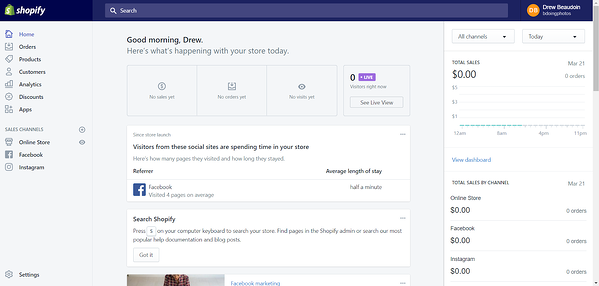 shopify
Search
DB
Drew Beaudoin
bdoingphotos
Home
Orders
Products
Customers
Analytics
Discounts
Apps
SALES CHANNELS
Online Store
Facebook
Instagram
Settings
Good morning, Drew.
Here's what's happening with your store today.
No sales yet
No orders yet
No visits yet
0 • LIVE
Visitors right now
See Live View
Since store launch
Visitors from these social sites are spending time in your store
Here's how many pages they visited and how long they stayed.
Referrer Average length of stay
Facebook half a minute
Visited 4 pages on average
Search Shopify
Press S on your computer keyboard to search your store. Find pages in the Shopify admin or search our most
popular help documentation and blog posts.
Got it
Facebook marketing
All channels
Today
TOTAL SALES Mar 21
$0.00 0 orders
$5
$3
$1
12am 8am 4pm 11pm
View dashboard
TOTAL SALES BY CHANNEL Mar 21
Online Store
$0.00 0 orders
Facebook
$0.00 0 orders
Instagram
$0.00 0 orders